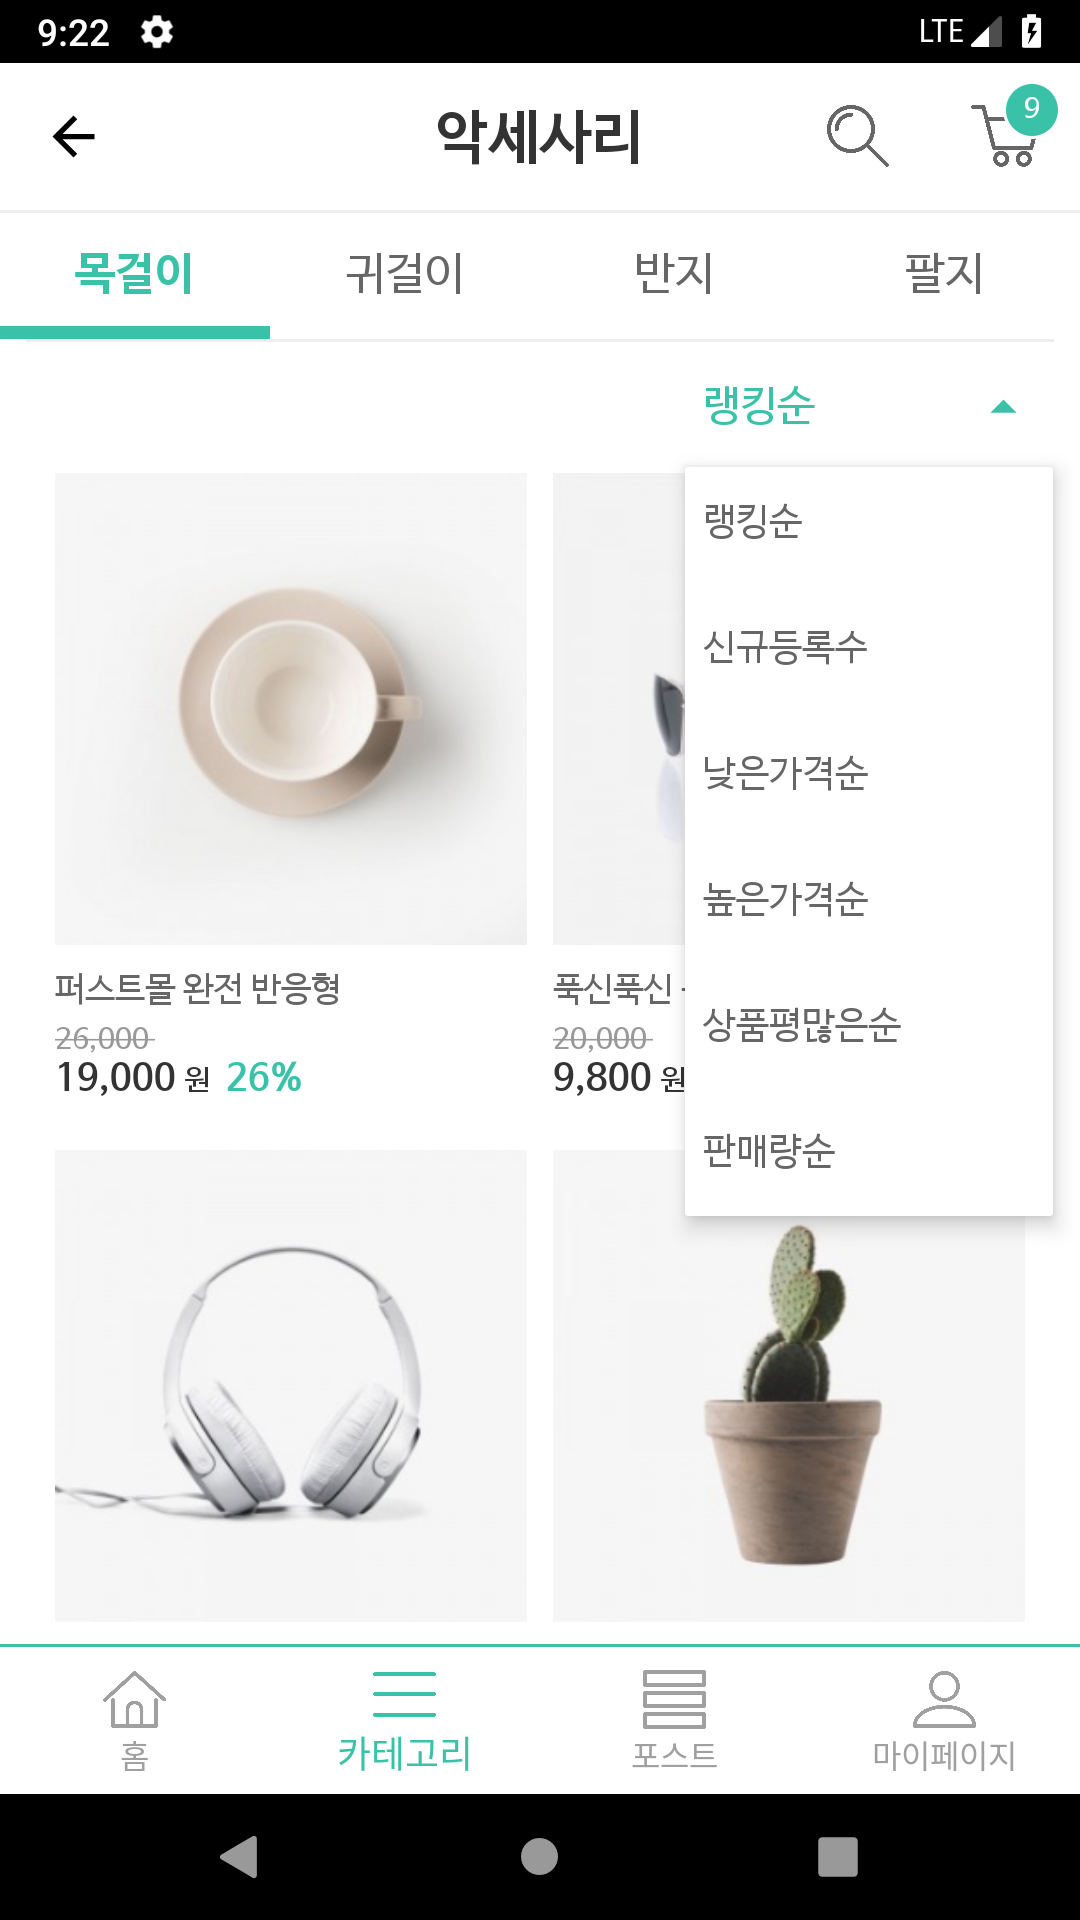 9:22
LTE
악세사리
9
목걸이 귀걸이 반지 팔지
랭킹순
랭킹순
신규등록수
낮은가격순
높은가격순
상품평많은순
판매량순
퍼스트몰 완전 반응형
26,000
19,000 원 26%
푹신푹신
20,000
9,800 원
홈 카테고리 포스트 마이페이지